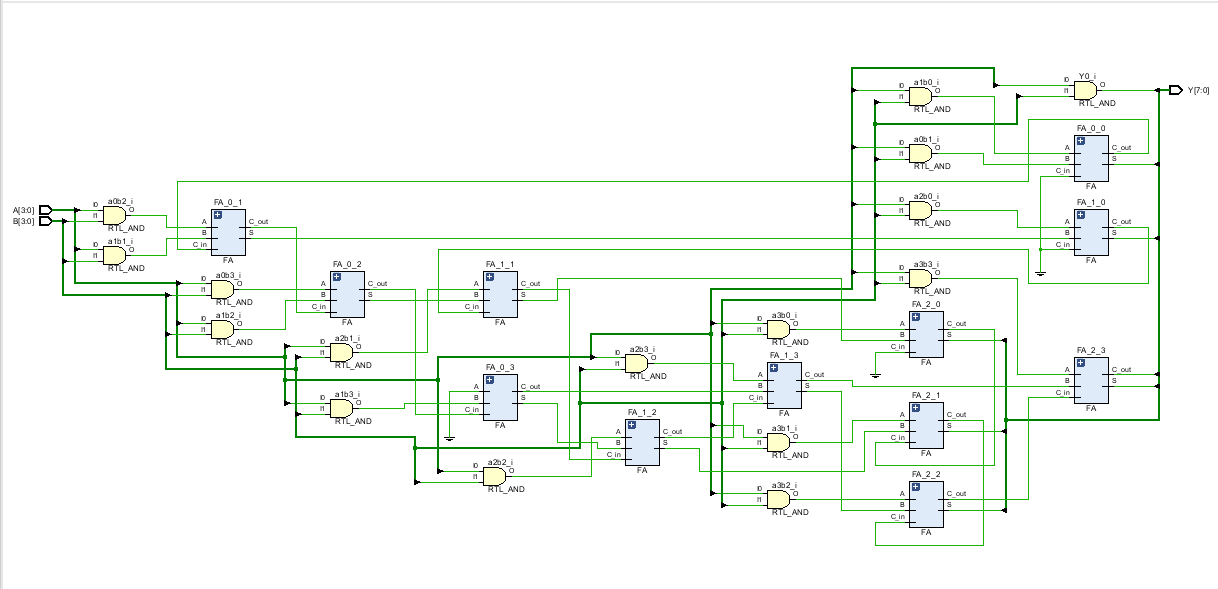 Y0_i
I0
O
I1
RTL_AND
Y[7:0]
a1b0_i
I0
O
I1
RTL_AND
FA_0_0
A
C_out
B
S
C_in
FA
a0b1_i
I0
O
I1
RTL_AND
a2b0_i
I0
O
I1
RTL_AND
FA_1_0
A
C_out
B
S
C_in
FA
A[3:0]
B[3:0]
a0b2_i
I0
O
I1
RTL_AND
FA_0_1
A
C_out
B
S
C_in
FA
a1b1_i
I0
O
I1
RTL_AND
a0b3_i
I0
O
I1
RTL_AND
FA_0_2
A
C_out
B
S
C_in
FA
FA_1_1
A
C_out
B
S
C_in
FA
a3b3_i
I0
O
I1
RTL_AND
a1b2_i
I0
O
I1
RTL_AND
a3b0_i
I0
O
I1
RTL_AND
FA_2_0
A
C_out
B
S
C_in
FA
a2b1_i
I0
O
I1
RTL_AND
a2b3_i
I0
O
I1
RTL_AND
FA_1_3
A
C_out
B
S
C_in
FA
FA_2_3
A
C_out
B
S
C_in
FA
a1b3_i
I0
O
I1
RTL_AND
FA_0_3
A
C_out
B
S
C_in
FA
FA_1_2
A
C_out
B
S
C_in
FA
a3b1_i
I0
O
I1
RTL_AND
FA_2_1
A
C_out
B
S
C_in
FA
a2b2_i
I0
O
I1
RTL_AND
a3b2_i
I0
O
I1
RTL_AND
FA_2_2
A
C_out
B
S
C_in
FA